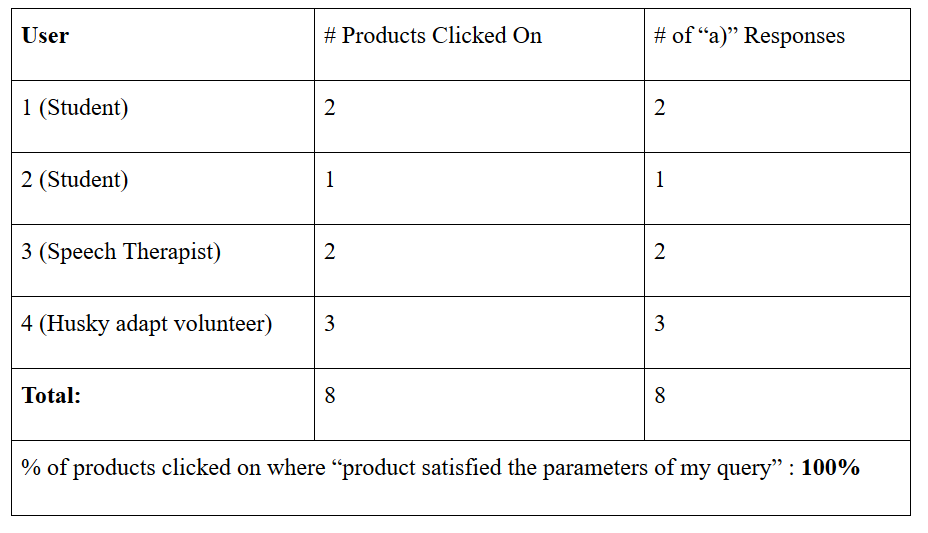 User # Products Clicked On # of “a)” Responses
1 (Student) 2 2
2 (Student) 1 1
3 (Speech Therapist) 2 2
4 (Husky adapt volunteer) 3 3
Total: 8 8
% of products clicked on where “product satisfied the parameters of my query” : 100%